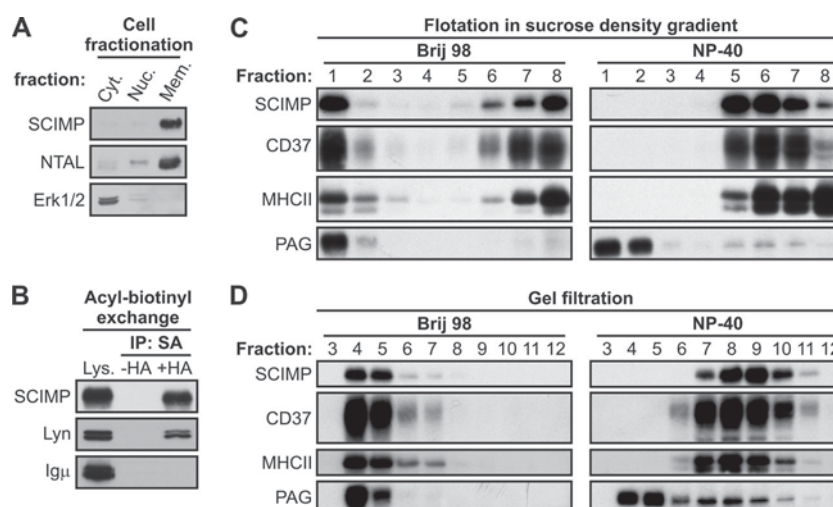 A
Cell
fractionation
fraction: Cyt. Nuc. Mem.
SCIMP
NTAL
Erk1/2
B
Acyl-biotinyl
exchange
IP: SA
Lys. -HA +HA
SCIMP
Lyn
Igμ
C
Flotation in sucrose density gradient
Brij 98 NP-40
Fraction: 1 2 3 4 5 6 7 8 1 2 3 4 5 6 7 8
SCIMP
CD37
MHCII
PAG
D
Gel filtration
Brij 98 NP-40
Fraction: 3 4 5 6 7 8 9 10 11 12 3 4 5 6 7 8 9 10 11 12
SCIMP
CD37
MHCII
PAG